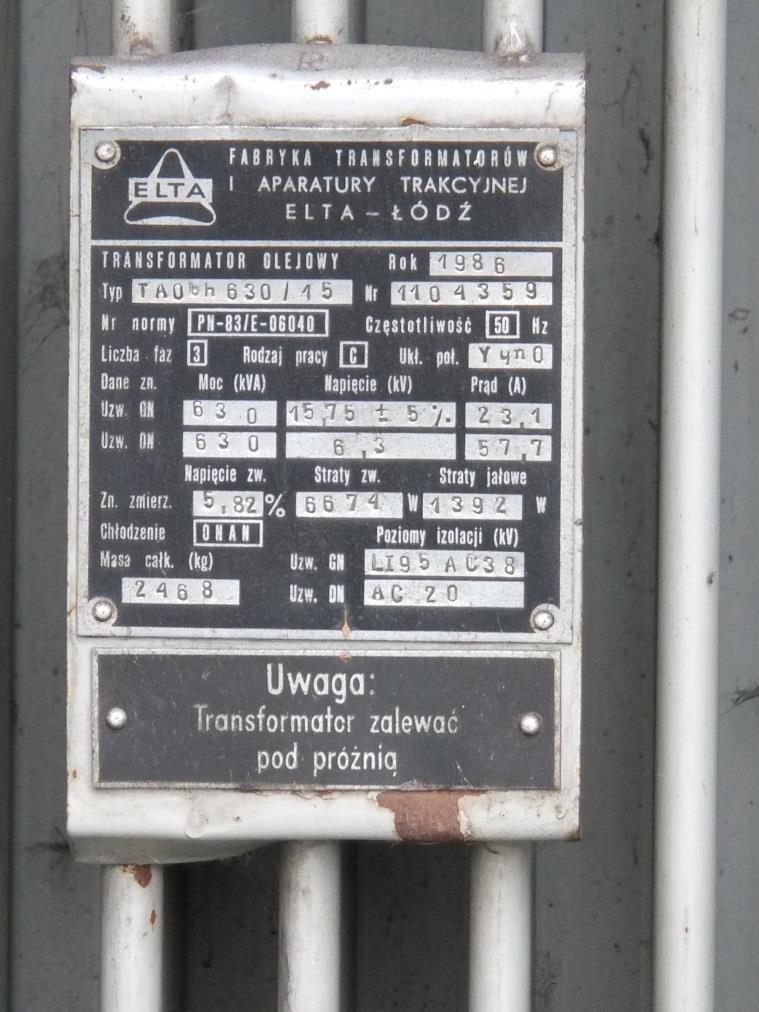 ELTA
FABRYKA TRANSFORMATORÓW
I APARATURY TRAKCYJNEJ
ELTA – ŁÓDŹ
TRANSFORMATOR OLEJOWY Rok 1986
Typ TAObh 630/15 Nr 1104359
Nr normy PN-83/E-06040 Częstotliwość 50 Hz
Liczba faz 3 Rodzaj pracy C Ukł. poł. Yyn0
Dane zn. Moc (kVA) Napięcie (kV) Prąd (A)
Uzw. GN 630 15,75 ± 5 % 23,1
Uzw. DN 630 6,3 57,7
Napięcie zw. Straty zw. Straty jałowe
Zn. zmierz. 5,82 % 6674 W 1392 W
Chłodzenie ONAN Poziomy izolacji (kV)
Masa całk. (kg) Uzw. GN LI95 AC38
2468 Uzw. DN AC 20
Uwaga:
Transformator zalewać
pod próżnią